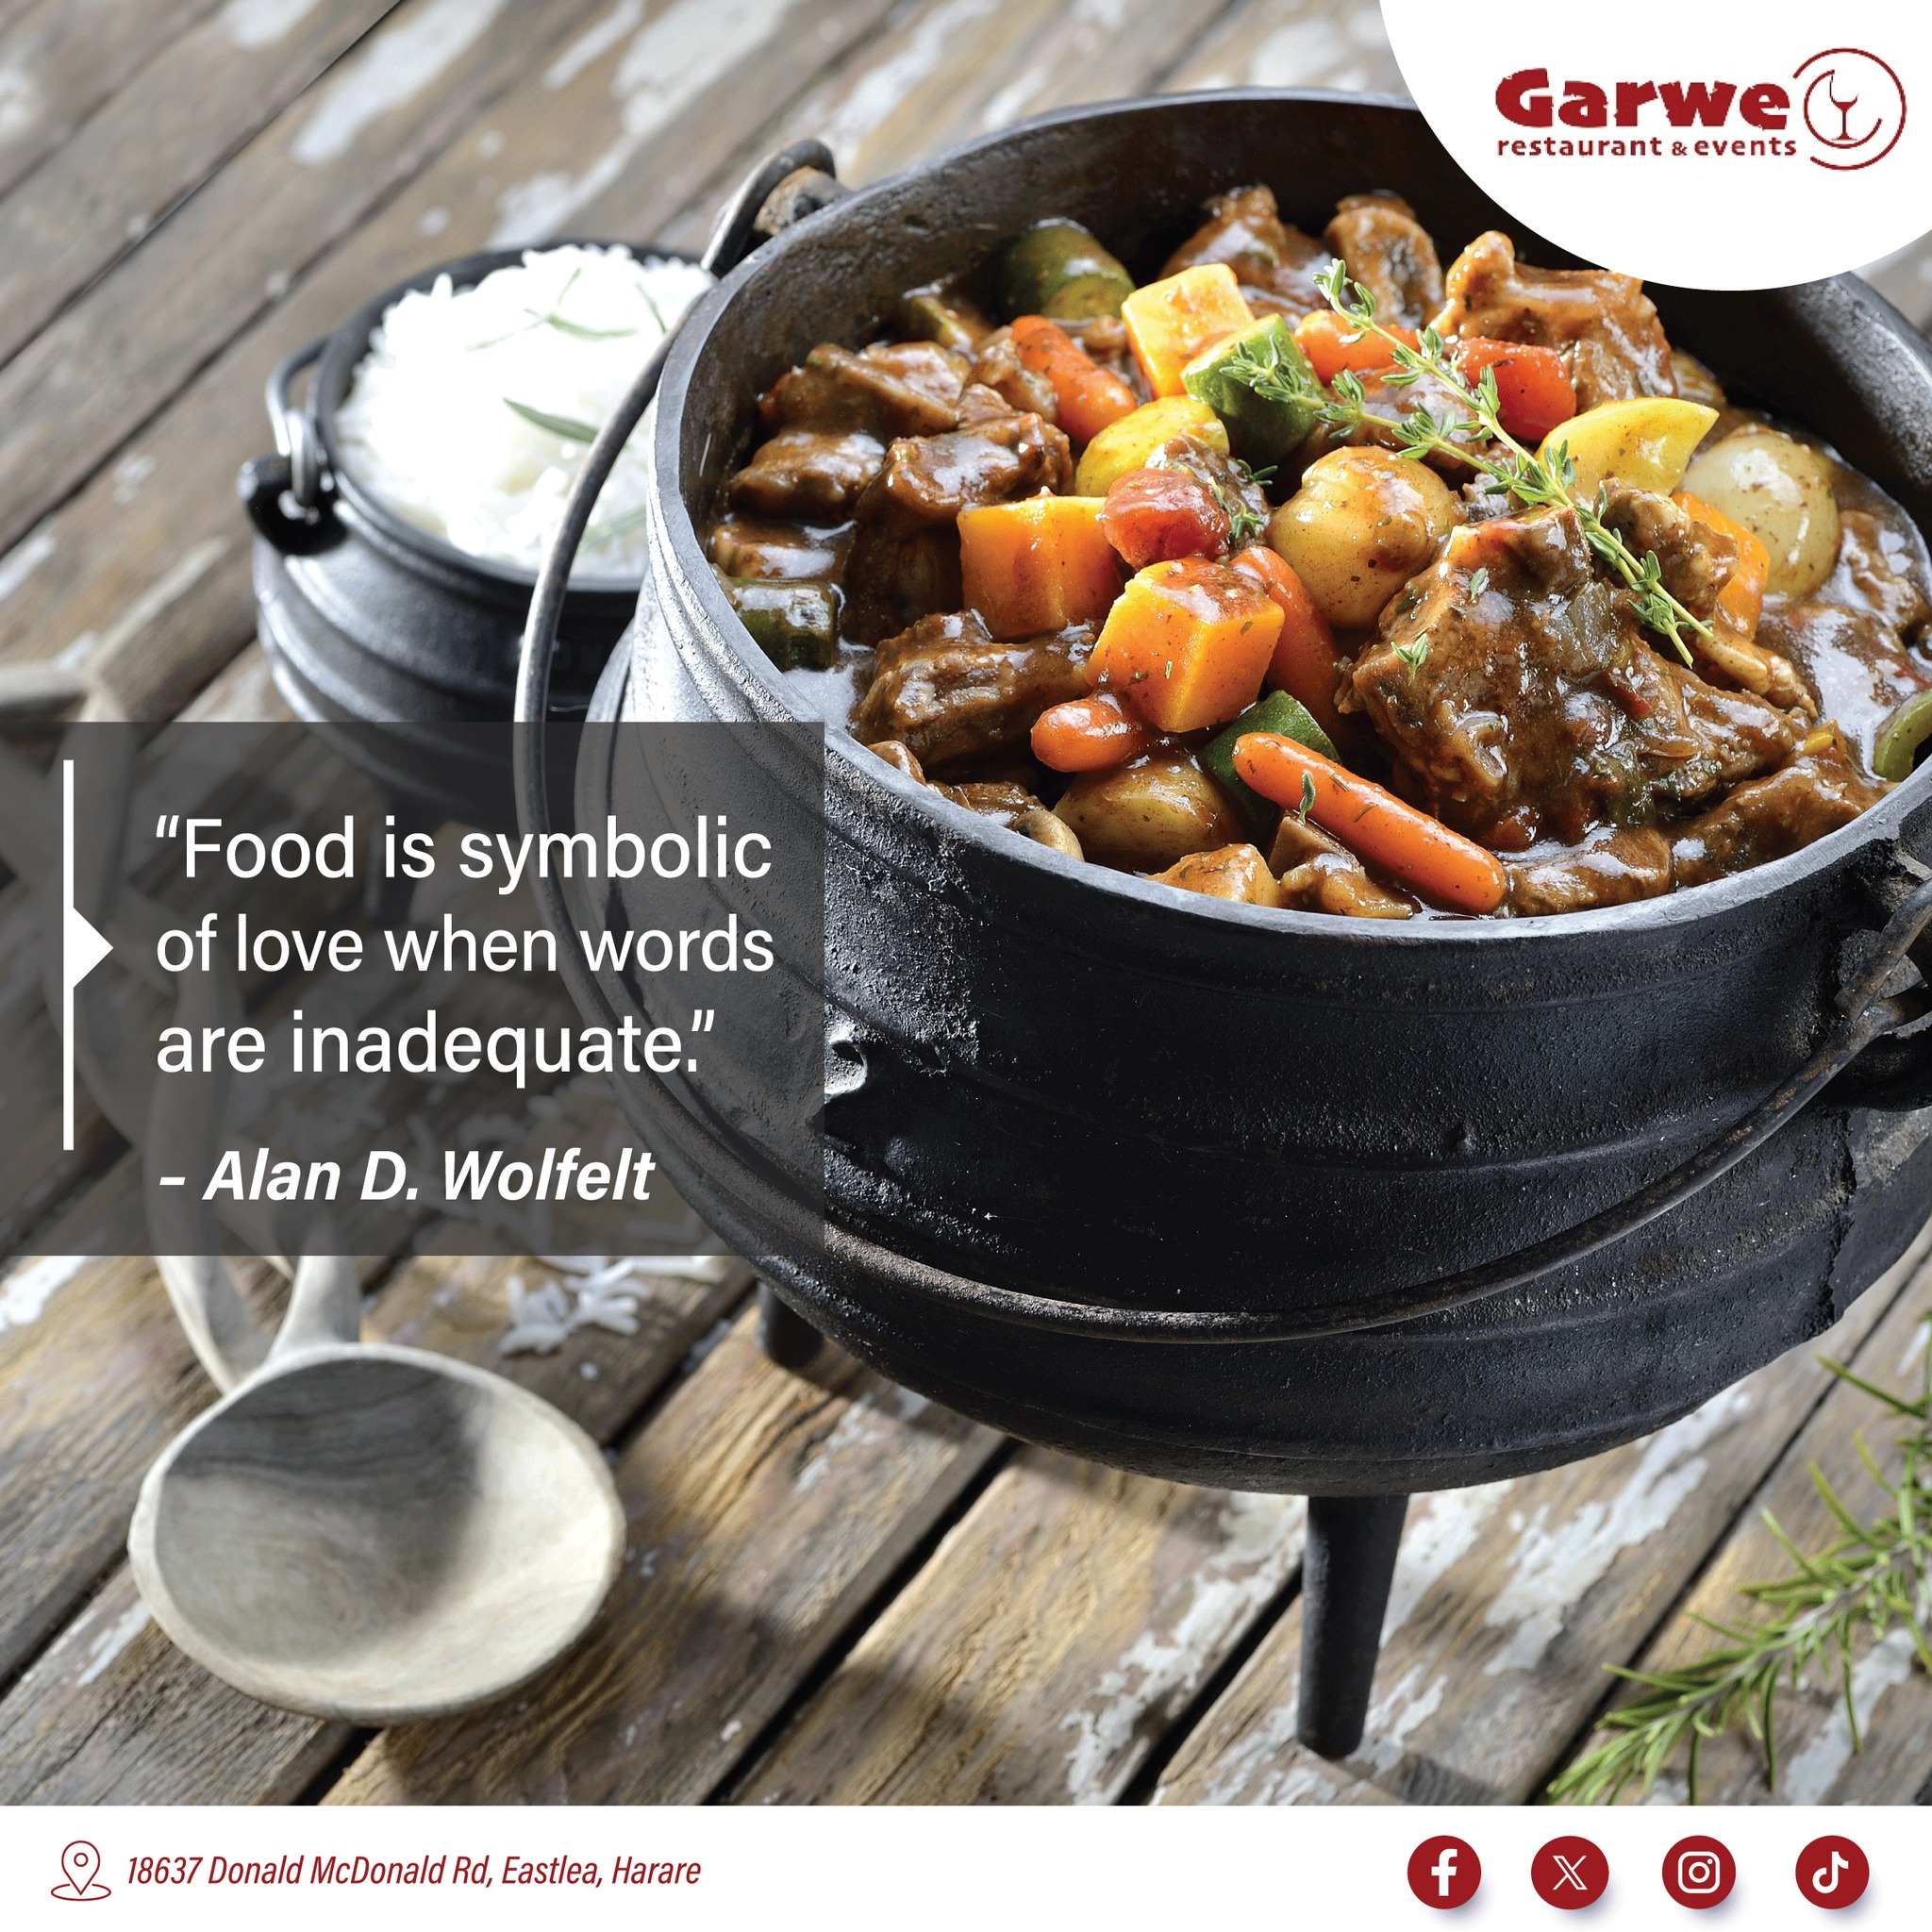 Garwe
restaurant & events
“Food is symbolic
of love when words
are inadequate.”
– Alan D. Wolfelt
18637 Donald McDonald Rd, Eastlea, Harare